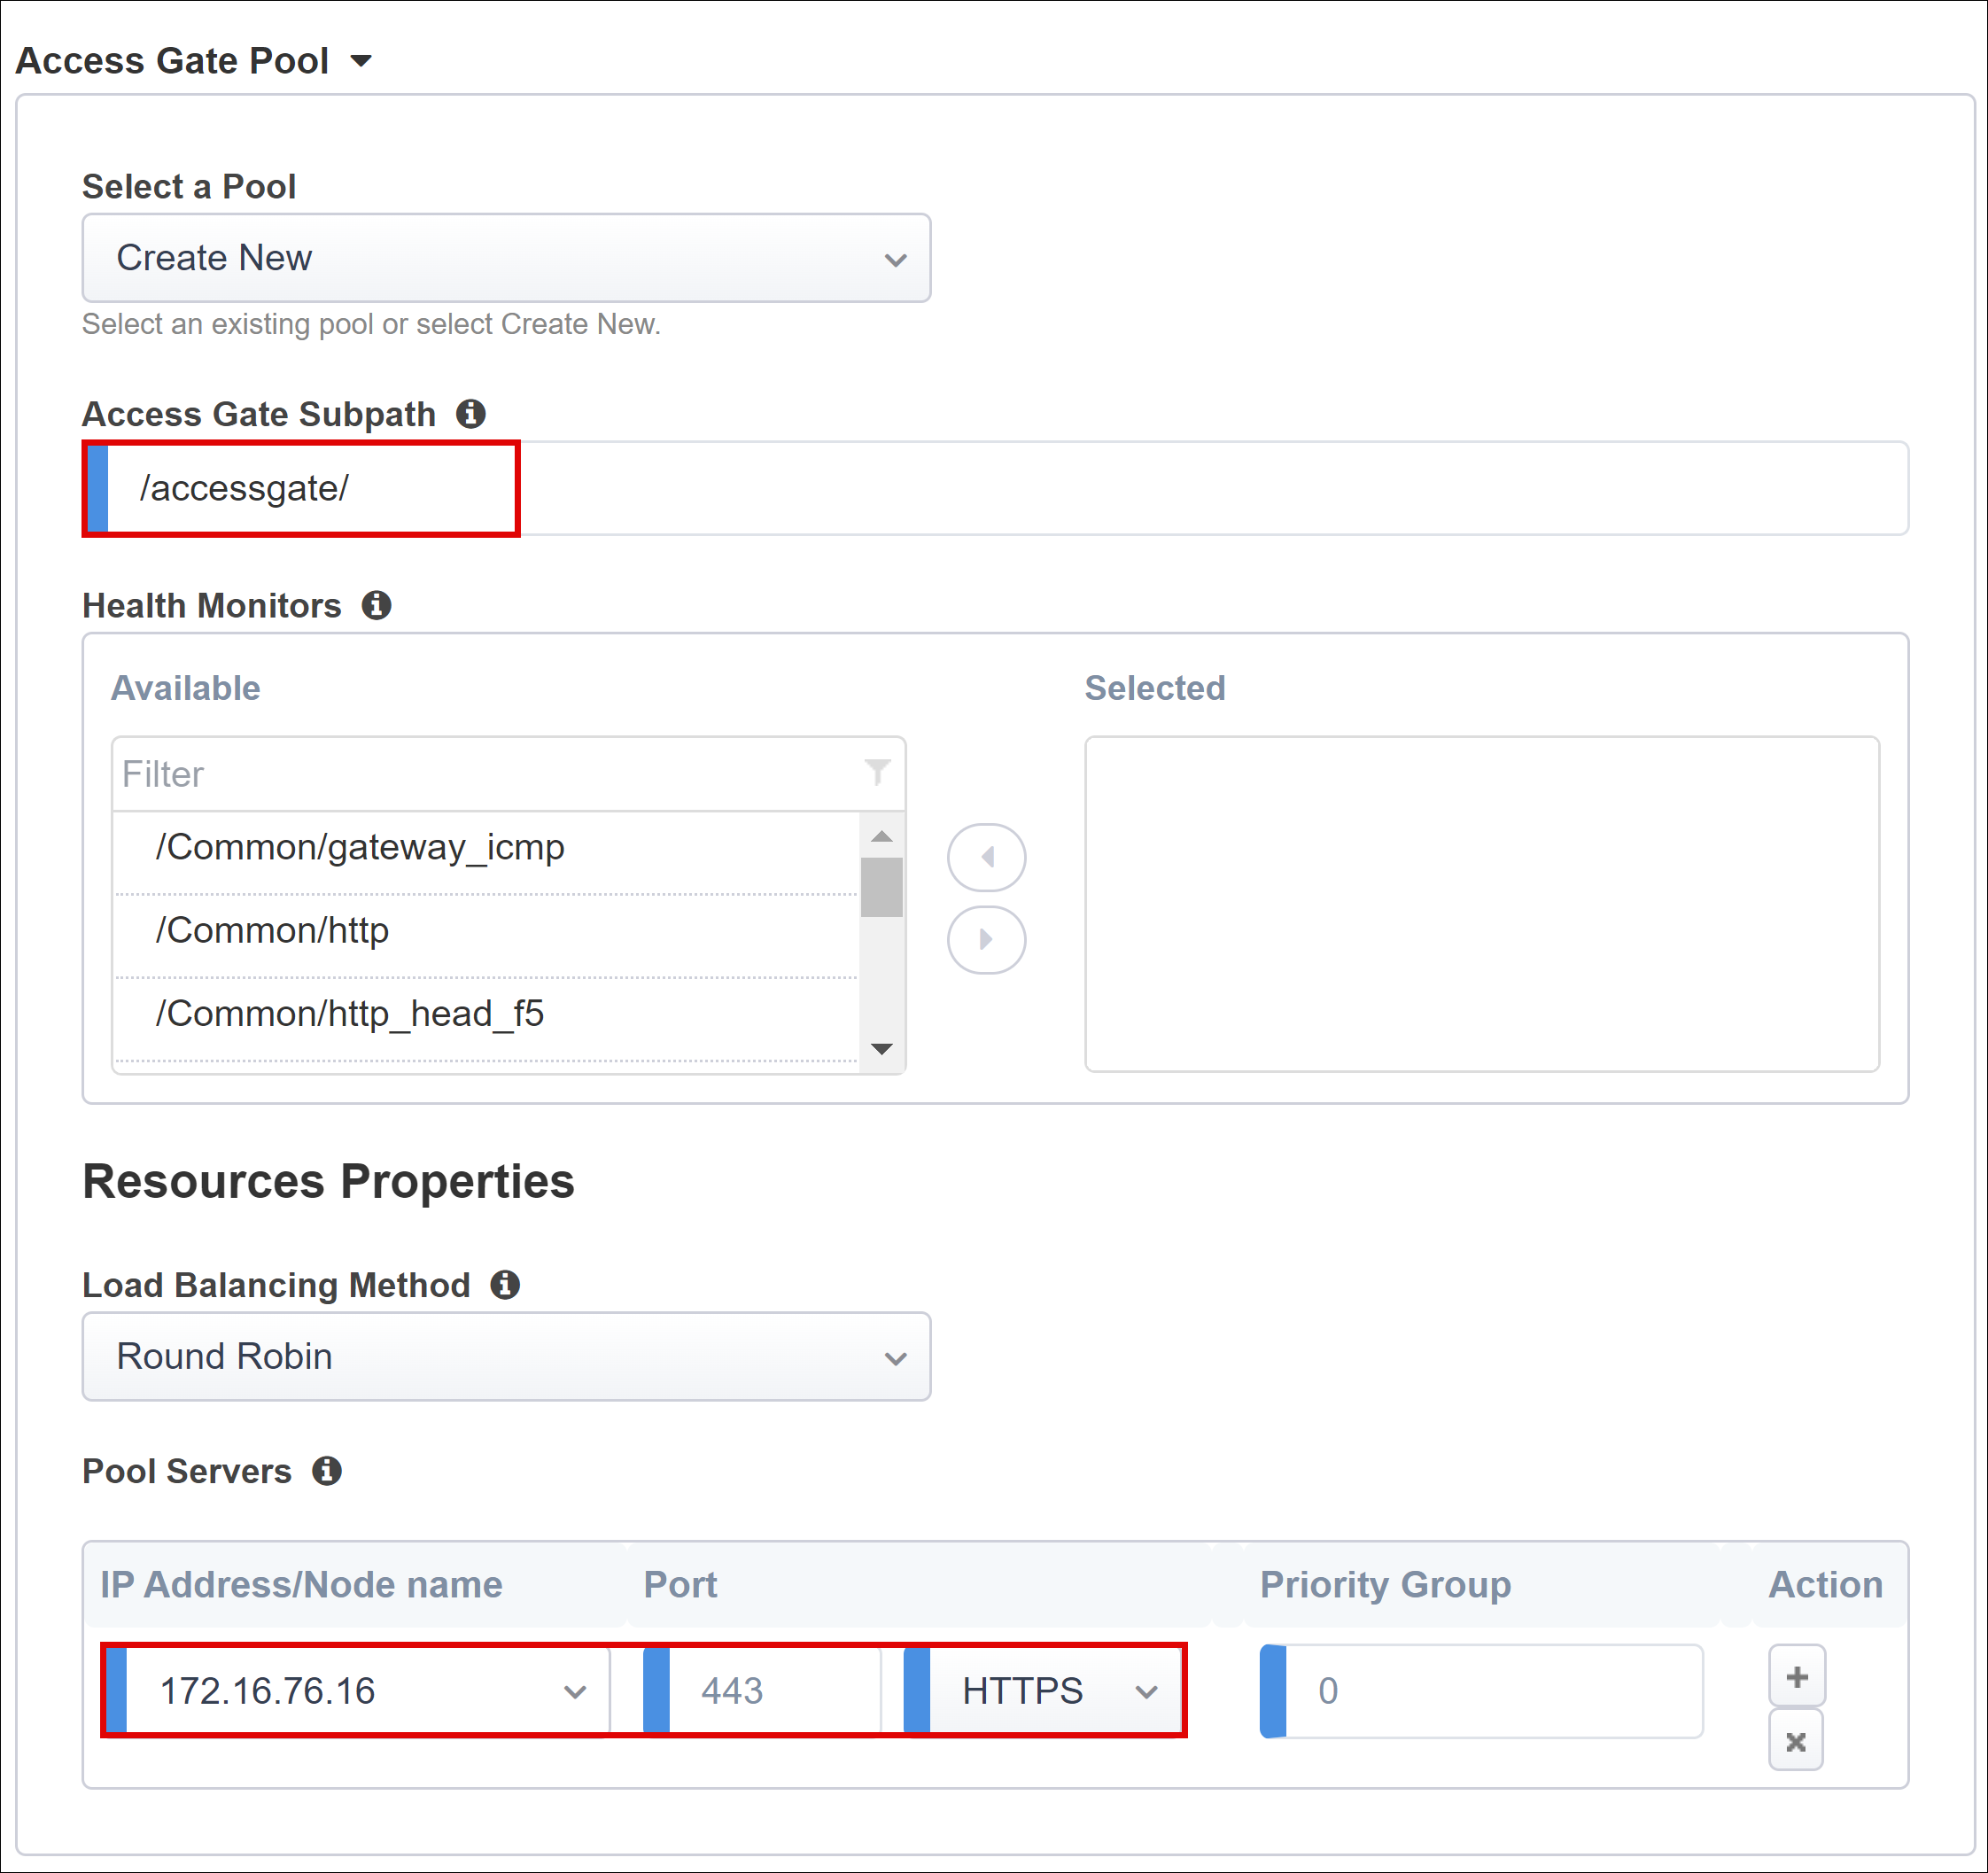 Access Gate Pool
Select a Pool
Create New
Select an existing pool or select Create New.
Access Gate Subpath
/accessgate/
Health Monitors
Available
Selected
Filter
/Common/gateway_icmp
/Common/http
/Common/http_head_f5
Resources Properties
Load Balancing Method
Round Robin
Pool Servers
IP Address/Node name Port Priority Group Action
172.16.76.16 443 HTTPS 0